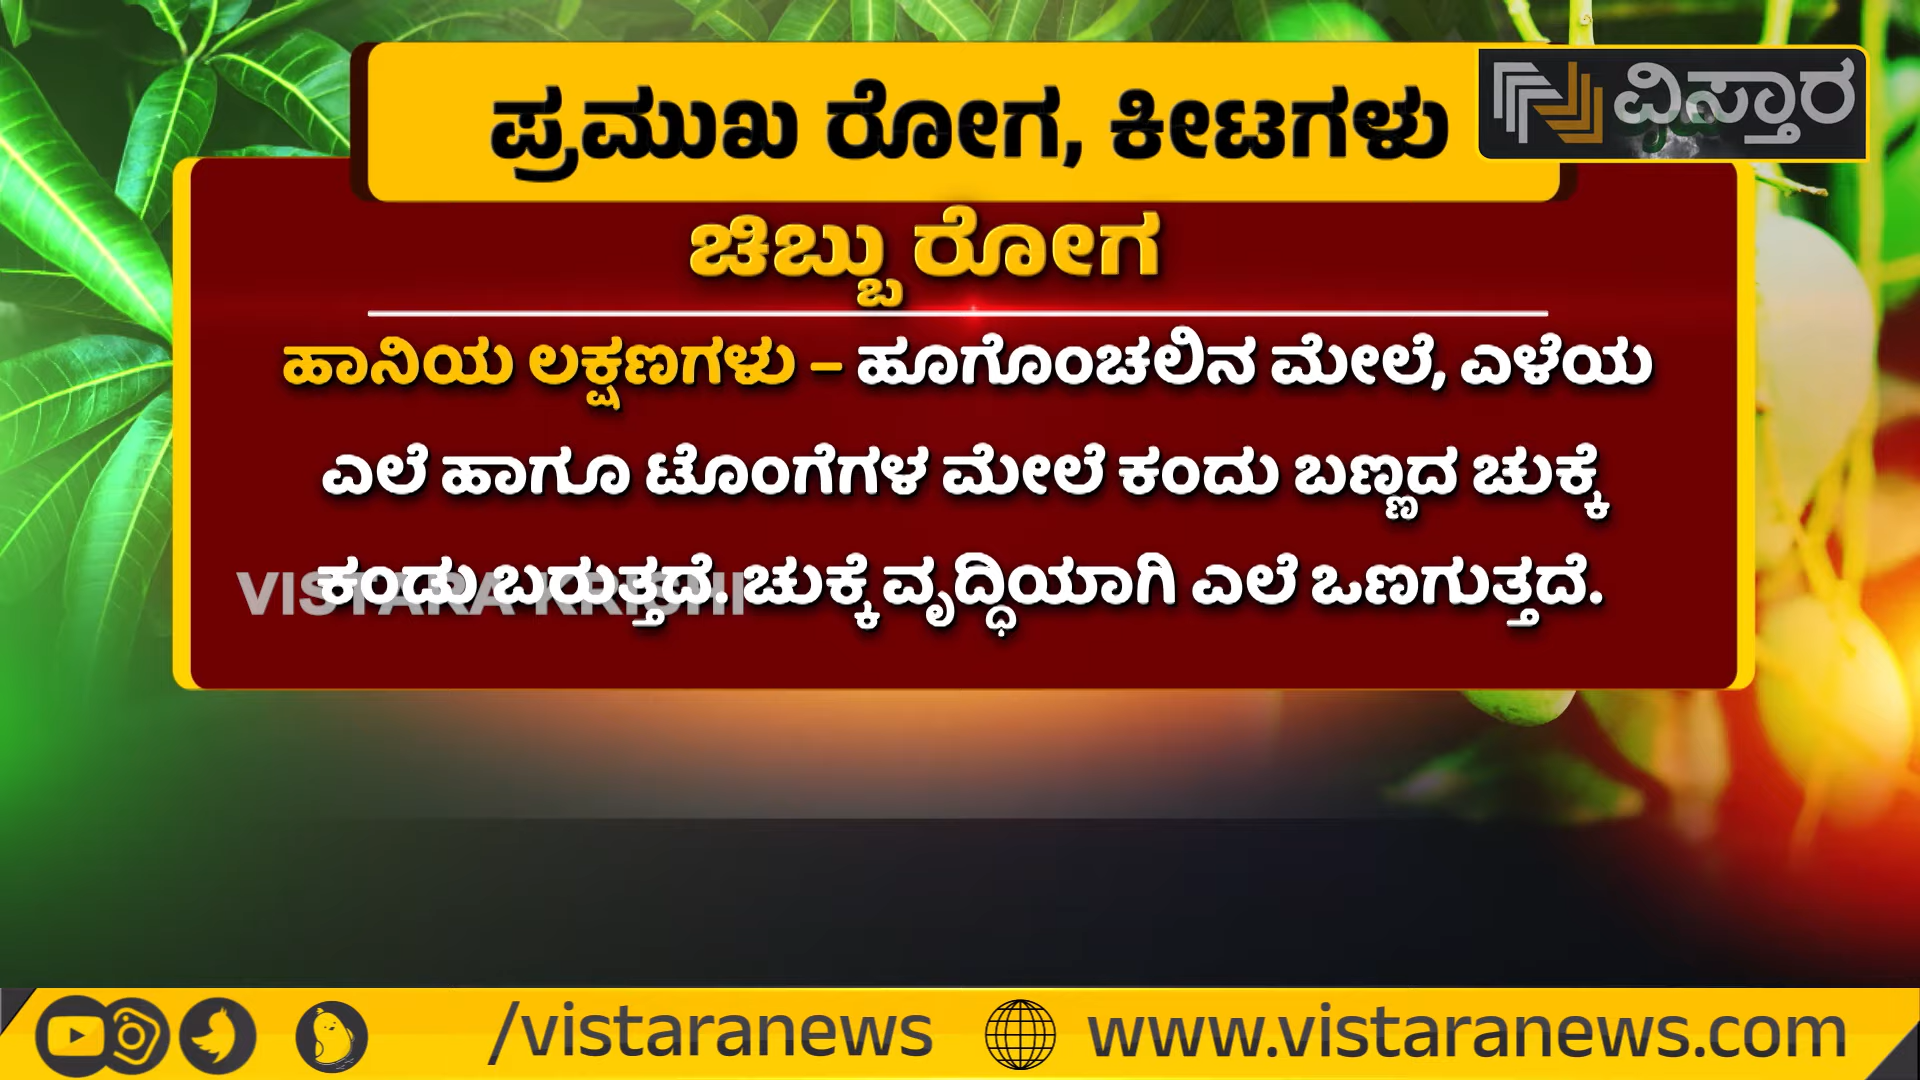 ಪ್ರಮುಖ ರೋಗ, ಕೀಟಗಳು
ವಿಸ್ತಾರ
ಚಿಬ್ಬು ರೋಗ
ಹಾನಿಯ ಲಕ್ಷಣಗಳು – ಹೂಗೊಂಚಲಿನ ಮೇಲೆ, ಎಳೆಯ
ಎಲೆ ಹಾಗೂ ಟೊಂಗೆಗಳ ಮೇಲೆ ಕಂದು ಬಣ್ಣದ ಚುಕ್ಕೆ
ಕಂಡು ಬರುತ್ತದೆ. ಚುಕ್ಕೆ ವೃದ್ಧಿಯಾಗಿ ಎಲೆ ಒಣಗುತ್ತದೆ.
VISTARA KRISHI
/vistaranews
www.vistaranews.com